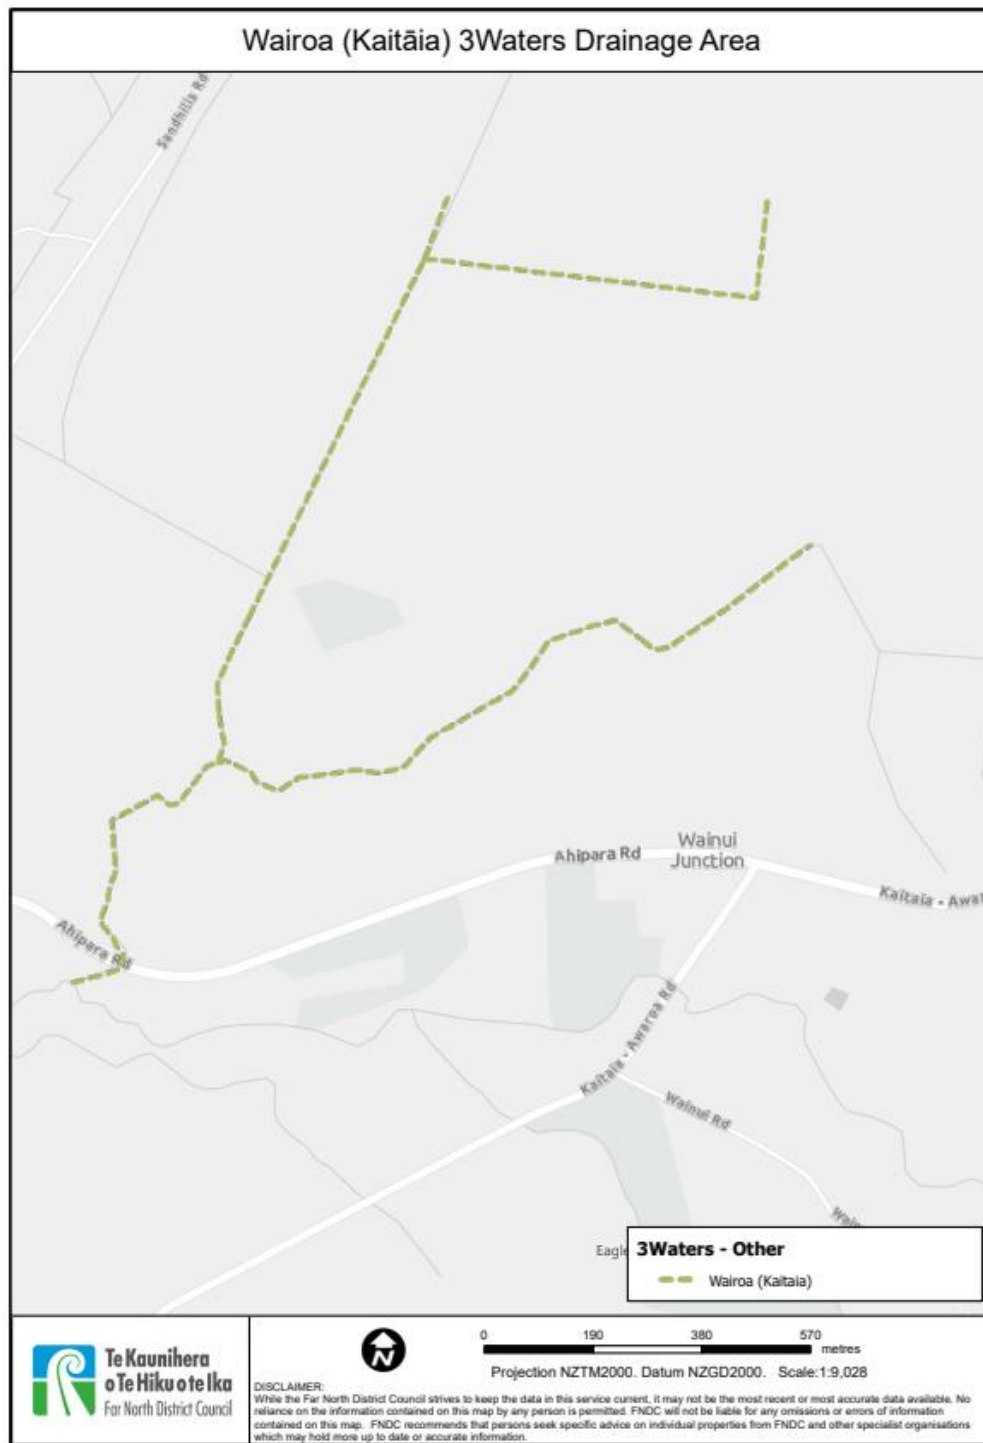 Wairoa (Kaitāia) 3Waters Drainage Area
Sandhills Rd
Wainui
Junction
Ahipara Rd
Kaitaia - Awar
Ahipara Rd
Kaitaia - Awaroa Rd
Wainui Rd
Eagle
3Waters - Other
Wairoa (Kaitaia)
Te Kaunihera
o Te Hiku o te Ika
Far North District Council
N
0 190 380 570
metres
Projection NZTM2000. Datum NZGD2000. Scale:1:9,028
DISCLAIMER:
While the Far North District Council strives to keep the data in this service current, it may not be the most recent or most accurate data available. No
reliance on the information contained on this map by any person is permitted. FNDC will not be liable for any omissions or errors of information
contained on this map. FNDC recommends that persons seek specific advice on individual properties from FNDC and other specialist organisations
which may hold more up to date or accurate information.